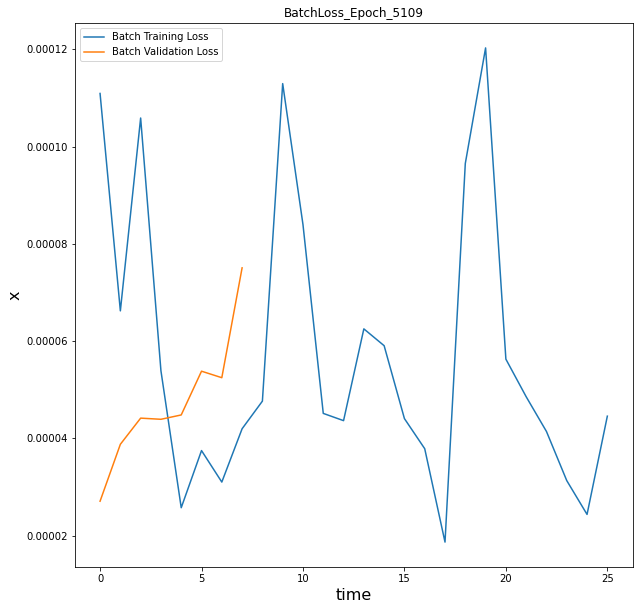 BatchLoss_Epoch_5109
Batch Training Loss
Batch Validation Loss
0.00012
0.00010
0.00008
0.00006
0.00004
0.00002
x
0 5 10 15 20 25
time